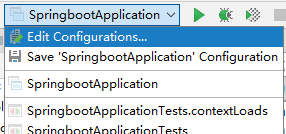 SpringbootApplication
Edit Configurations...
Save 'SpringbootApplication' Configuration
SpringbootApplication
SpringbootApplicationTests.contextLoads
SpringbootApplicationTests